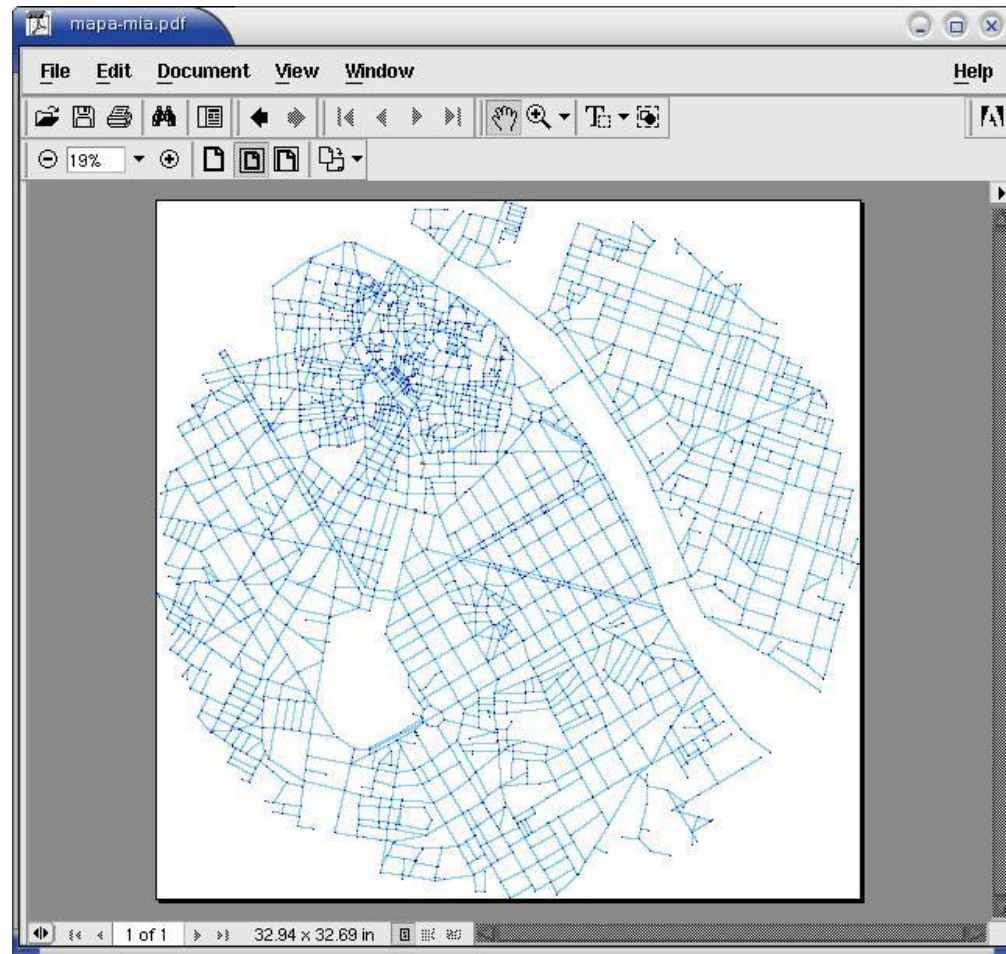 mapa-mia.pdf
File Edit Document View Window Help
19%
1 of 1 32.94 x 32.69 in